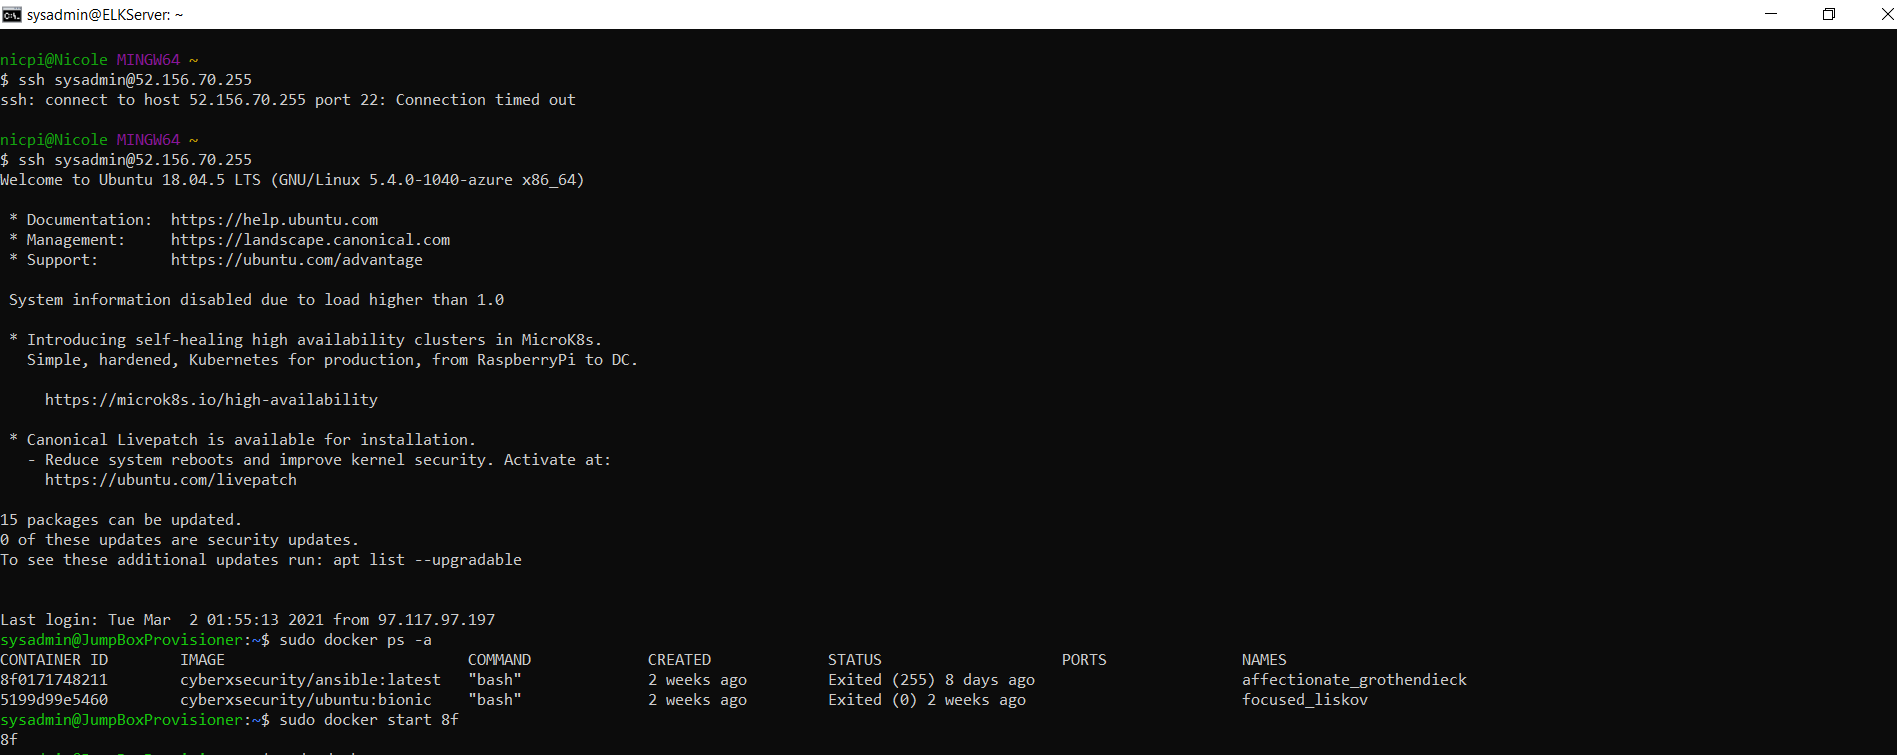 sysadmin@ELKServer: ~
nicpi@Nicole MINGW64 ~
$ ssh sysadmin@52.156.70.255
ssh: connect to host 52.156.70.255 port 22: Connection timed out
nicpi@Nicole MINGW64 ~
$ ssh sysadmin@52.156.70.255
Welcome to Ubuntu 18.04.5 LTS (GNU/Linux 5.4.0-1040-azure x86_64)
* Documentation:  https://help.ubuntu.com
* Management:     https://landscape.canonical.com
* Support:        https://ubuntu.com/advantage
System information disabled due to load higher than 1.0
* Introducing self-healing high availability clusters in MicroK8s.
Simple, hardened, Kubernetes for production, from RaspberryPi to DC.
https://microk8s.io/high-availability
* Canonical Livepatch is available for installation.
- Reduce system reboots and improve kernel security. Activate at:
https://ubuntu.com/livepatch
15 packages can be updated.
0 of these updates are security updates.
To see these additional updates run: apt list --upgradable
Last login: Tue Mar  2 01:55:13 2021 from 97.117.97.197
sysadmin@JumpBoxProvisioner:~$ sudo docker ps -a
CONTAINER ID        IMAGE                           COMMAND             CREATED             STATUS                    PORTS               NAMES
8f0171748211        cyberxsecurity/ansible:latest   "bash"              2 weeks ago         Exited (255) 8 days ago                       affectionate_grothendieck
5199d99e5460        cyberxsecurity/ubuntu:bionic    "bash"              2 weeks ago         Exited (0) 2 weeks ago                        focused_liskov
sysadmin@JumpBoxProvisioner:~$ sudo docker start 8f
8f